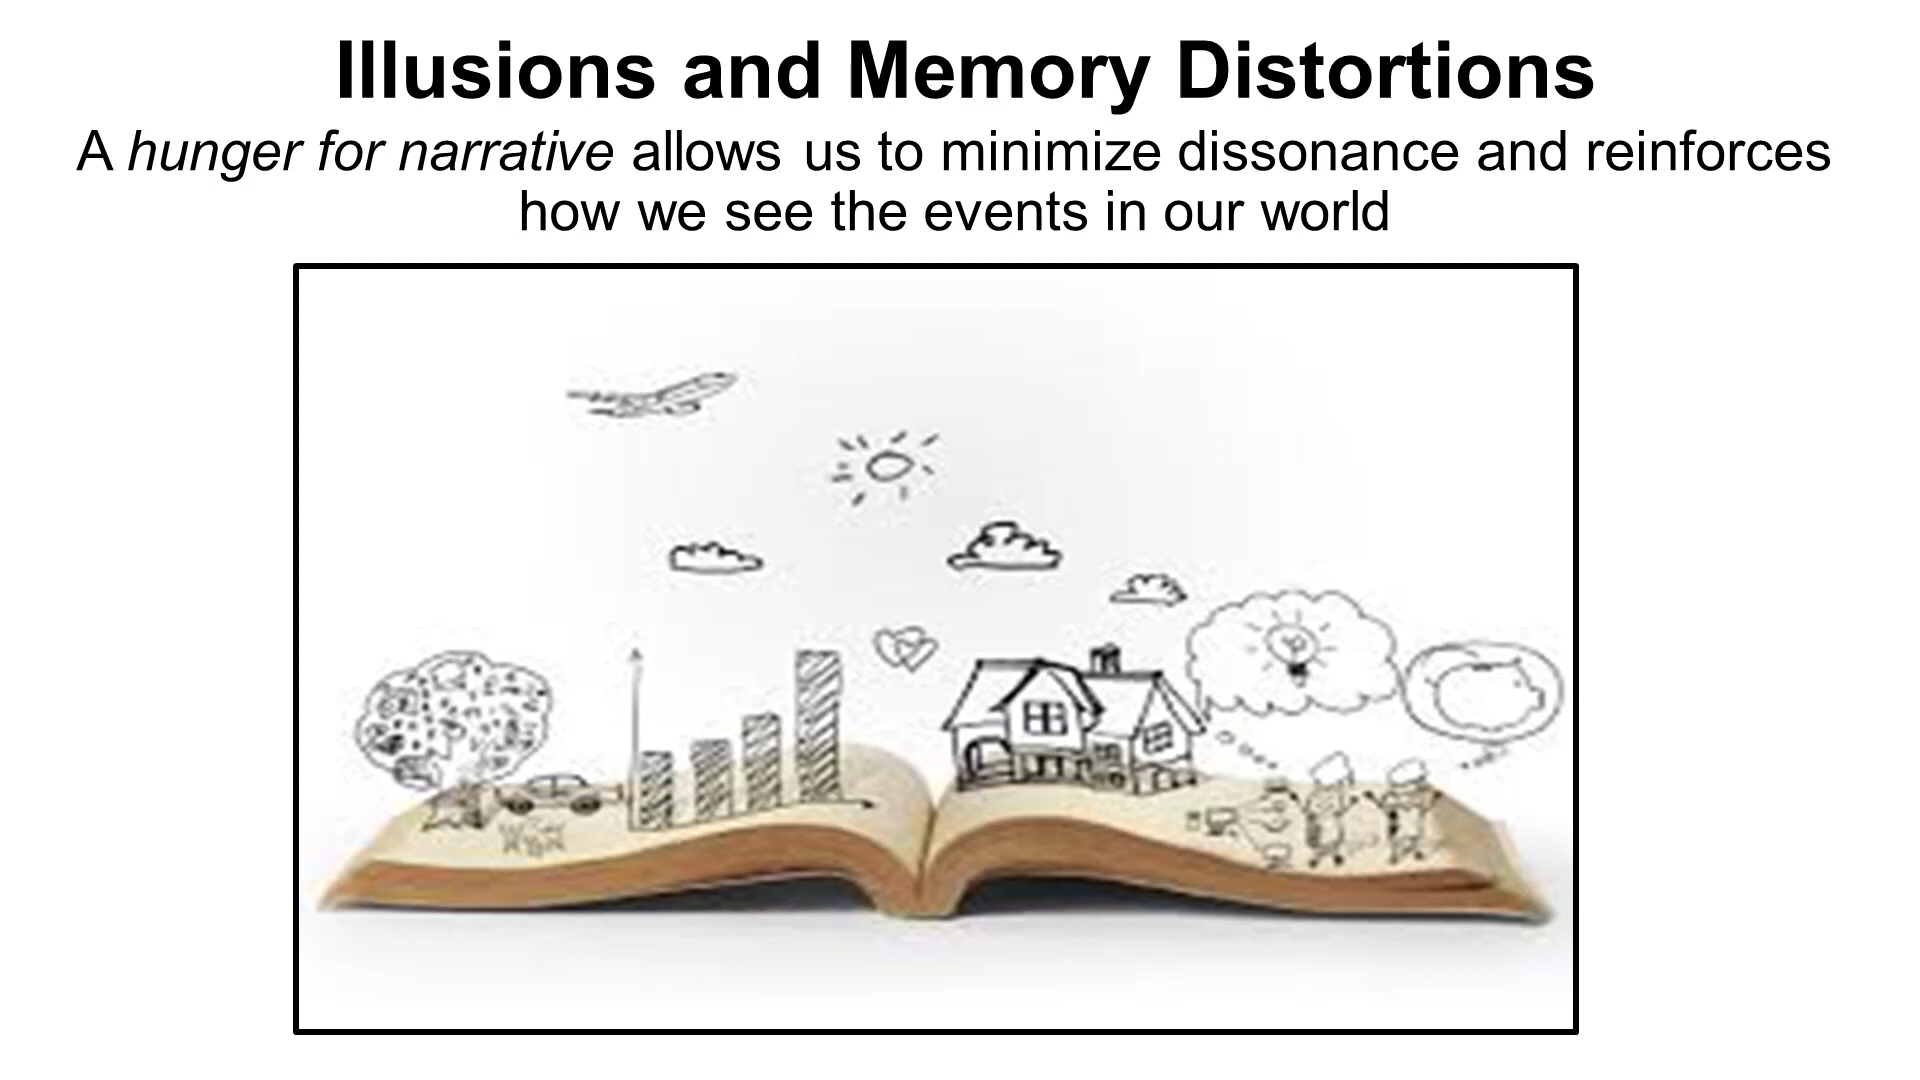 Illusions and Memory Distortions
A hunger for narrative allows us to minimize dissonance and reinforces
how we see the events in our world